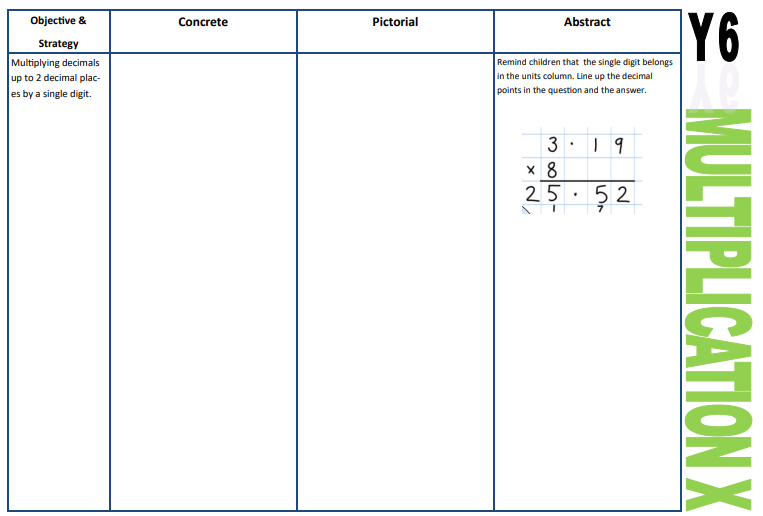 Objective &
Strategy
Concrete
Pictorial
Abstract
Multiplying decimals
up to 2 decimal plac-
es by a single digit.
Remind children that the single digit belongs
in the units column. Line up the decimal
points in the question and the answer.
3 · 1 9
x 8
2 5 · 5 2
1 7
Y6
MULTIPLICATION X